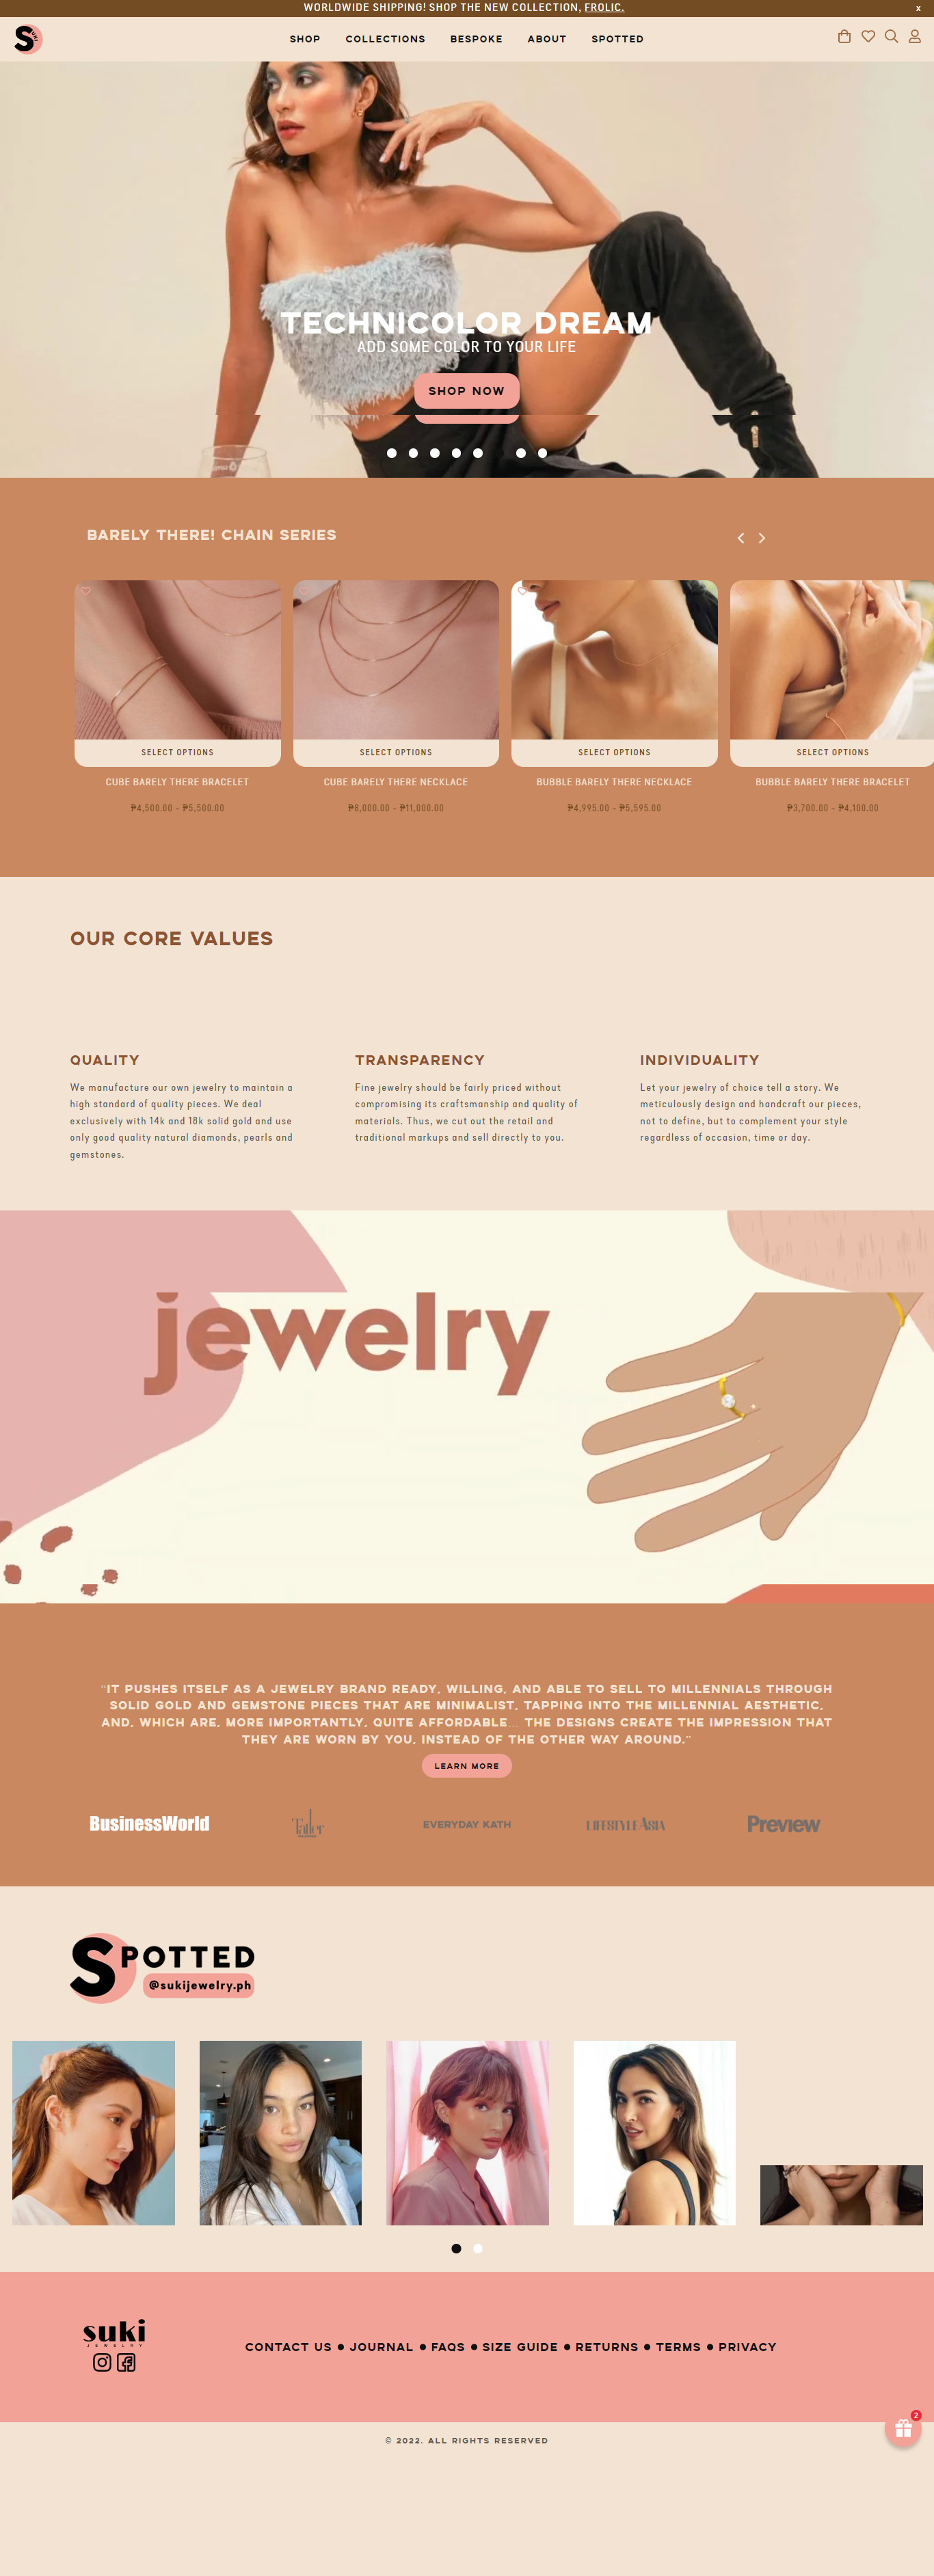 WORLDWIDE SHIPPING! SHOP THE NEW COLLECTION, FROLIC. x
SUKI
SHOP COLLECTIONS BESPOKE ABOUT SPOTTED
TECHNICOLOR DREAM
ADD SOME COLOR TO YOUR LIFE
SHOP NOW
BARELY THERE! CHAIN SERIES
SELECT OPTIONS SELECT OPTIONS SELECT OPTIONS SELECT OPTIONS
CUBE BARELY THERE BRACELET CUBE BARELY THERE NECKLACE BUBBLE BARELY THERE NECKLACE BUBBLE BARELY THERE BRACELET
₱4,500.00 – ₱5,500.00 ₱8,000.00 – ₱11,000.00 ₱4,995.00 – ₱5,595.00 ₱3,700.00 – ₱4,100.00
OUR CORE VALUES
QUALITY
We manufacture our own jewelry to maintain a
high standard of quality pieces. We deal
exclusively with 14k and 18k solid gold and use
only good quality natural diamonds, pearls and
gemstones.
TRANSPARENCY
Fine jewelry should be fairly priced without
compromising its craftsmanship and quality of
materials. Thus, we cut out the retail and
traditional markups and sell directly to you.
INDIVIDUALITY
Let your jewelry of choice tell a story. We
meticulously design and handcraft our pieces,
not to define, but to complement your style
regardless of occasion, time or day.
jewelry
"IT PUSHES ITSELF AS A JEWELRY BRAND READY, WILLING, AND ABLE TO SELL TO MILLENNIALS THROUGH
SOLID GOLD AND GEMSTONE PIECES THAT ARE MINIMALIST, TAPPING INTO THE MILLENNIAL AESTHETIC,
AND, WHICH ARE, MORE IMPORTANTLY, QUITE AFFORDABLE... THE DESIGNS CREATE THE IMPRESSION THAT
THEY ARE WORN BY YOU, INSTEAD OF THE OTHER WAY AROUND."
LEARN MORE
BusinessWorld Tatler EVERYDAY KATH LIFESTYLE ASIA Preview
SPOTTED
@sukijewelry.ph
suki
JEWELRY
CONTACT US ● JOURNAL ● FAQS ● SIZE GUIDE ● RETURNS ● TERMS ● PRIVACY
2
© 2022. ALL RIGHTS RESERVED